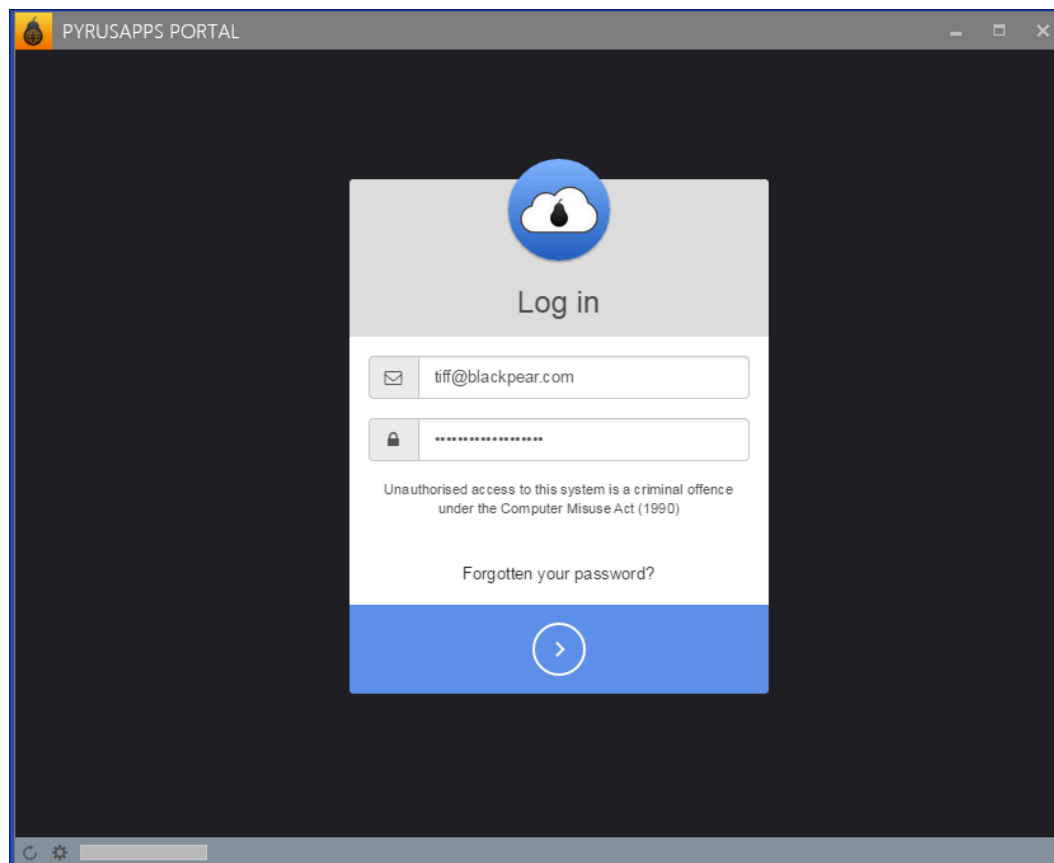 PYRUSAPPS PORTAL
Log in
tiff@blackpear.com
•••••••••••••••••••
Unauthorised access to this system is a criminal offence
under the Computer Misuse Act (1990)
Forgotten your password?